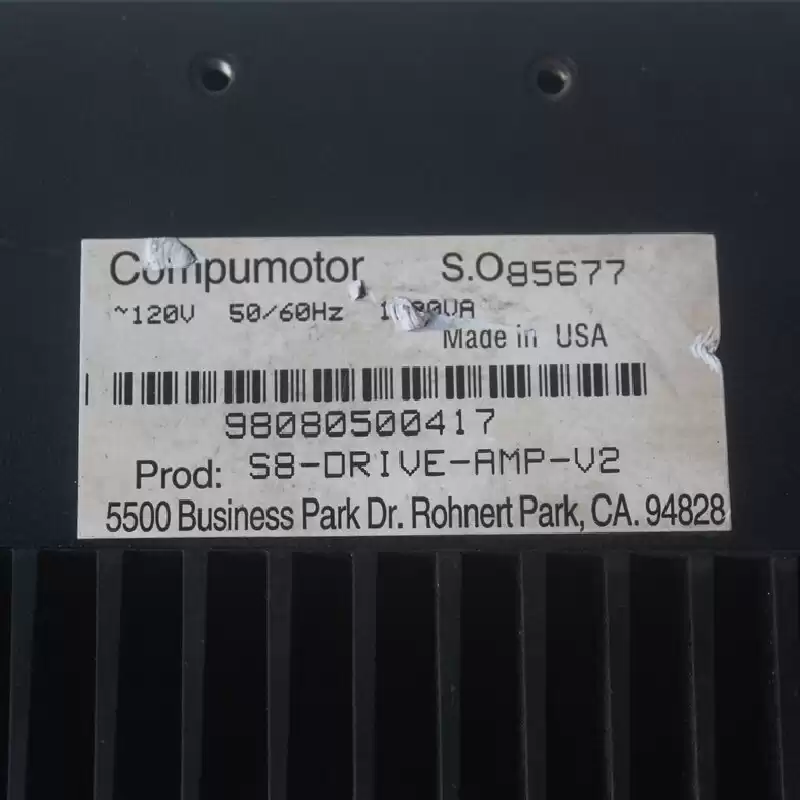 Compumotor S.O85677
~120V 50/60Hz
Made in USA
98080500417
Prod: S8-DRIVE-AMP-V2
5500 Business Park Dr. Rohnert Park, CA. 94828